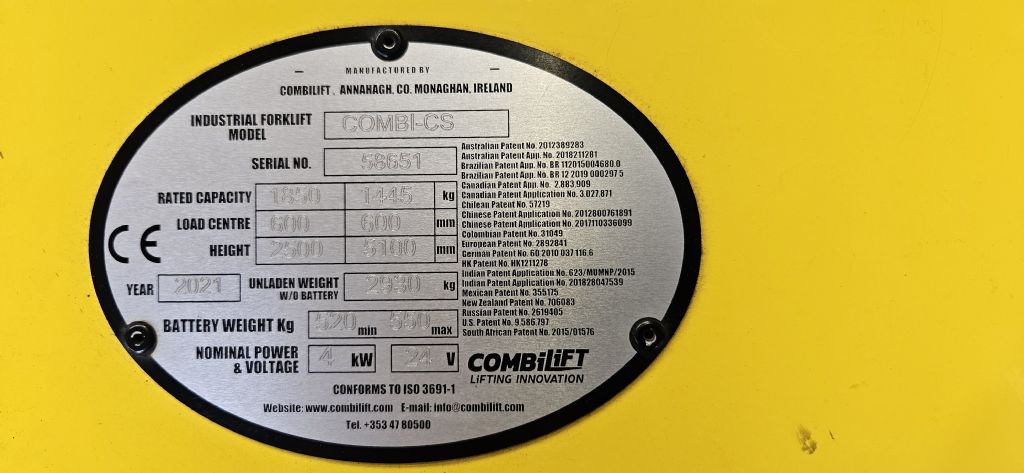 MANUFACTURED BY
COMBILIFT , ANNAHAGH, CO. MONAGHAN, IRELAND
INDUSTRIAL FORKLIFT MODEL COMBI-CS
SERIAL NO. 58651
RATED CAPACITY 1850 1445 kg
LOAD CENTRE 600 600 mm
HEIGHT 2500 5100 mm
CE
YEAR 2021 UNLADEN WEIGHT W/O BATTERY 2930 kg
BATTERY WEIGHT Kg 520 min 550 max
NOMINAL POWER & VOLTAGE 4 kW 24 V
Australian Patent No. 2012389283
Australian Patent App. No. 2018211281
Brazilian Patent App. No. BR 112015004680.0
Brazilian Patent App. No. BR 12 2019 000297 5
Canadian Patent App. No. 2.883.909
Canadian Patent Application No. 3.027.871
Chilean Patent No. 57219
Chinese Patent Application No. 2012800761891
Chinese Patent Application No. 2017110336099
Colombian Patent No. 31049
European Patent No. 2892841
German Patent No. 60 2010 037 116.6
HK Patent No. HK1211278
Indian Patent Application No. 623/MUMNP/2015
Indian Patent Application No. 201828047539
Mexican Patent No. 355175
New Zealand Patent No. 706083
Russian Patent No. 2619405
U.S. Patent No. 9.586.797
South African Patent No. 2015/01576
COMBiLiFT
LiFTING INNOVATION
CONFORMS TO ISO 3691-1
Website: www.combilift.com E-mail: info@combilift.com
Tel. +353 47 80500